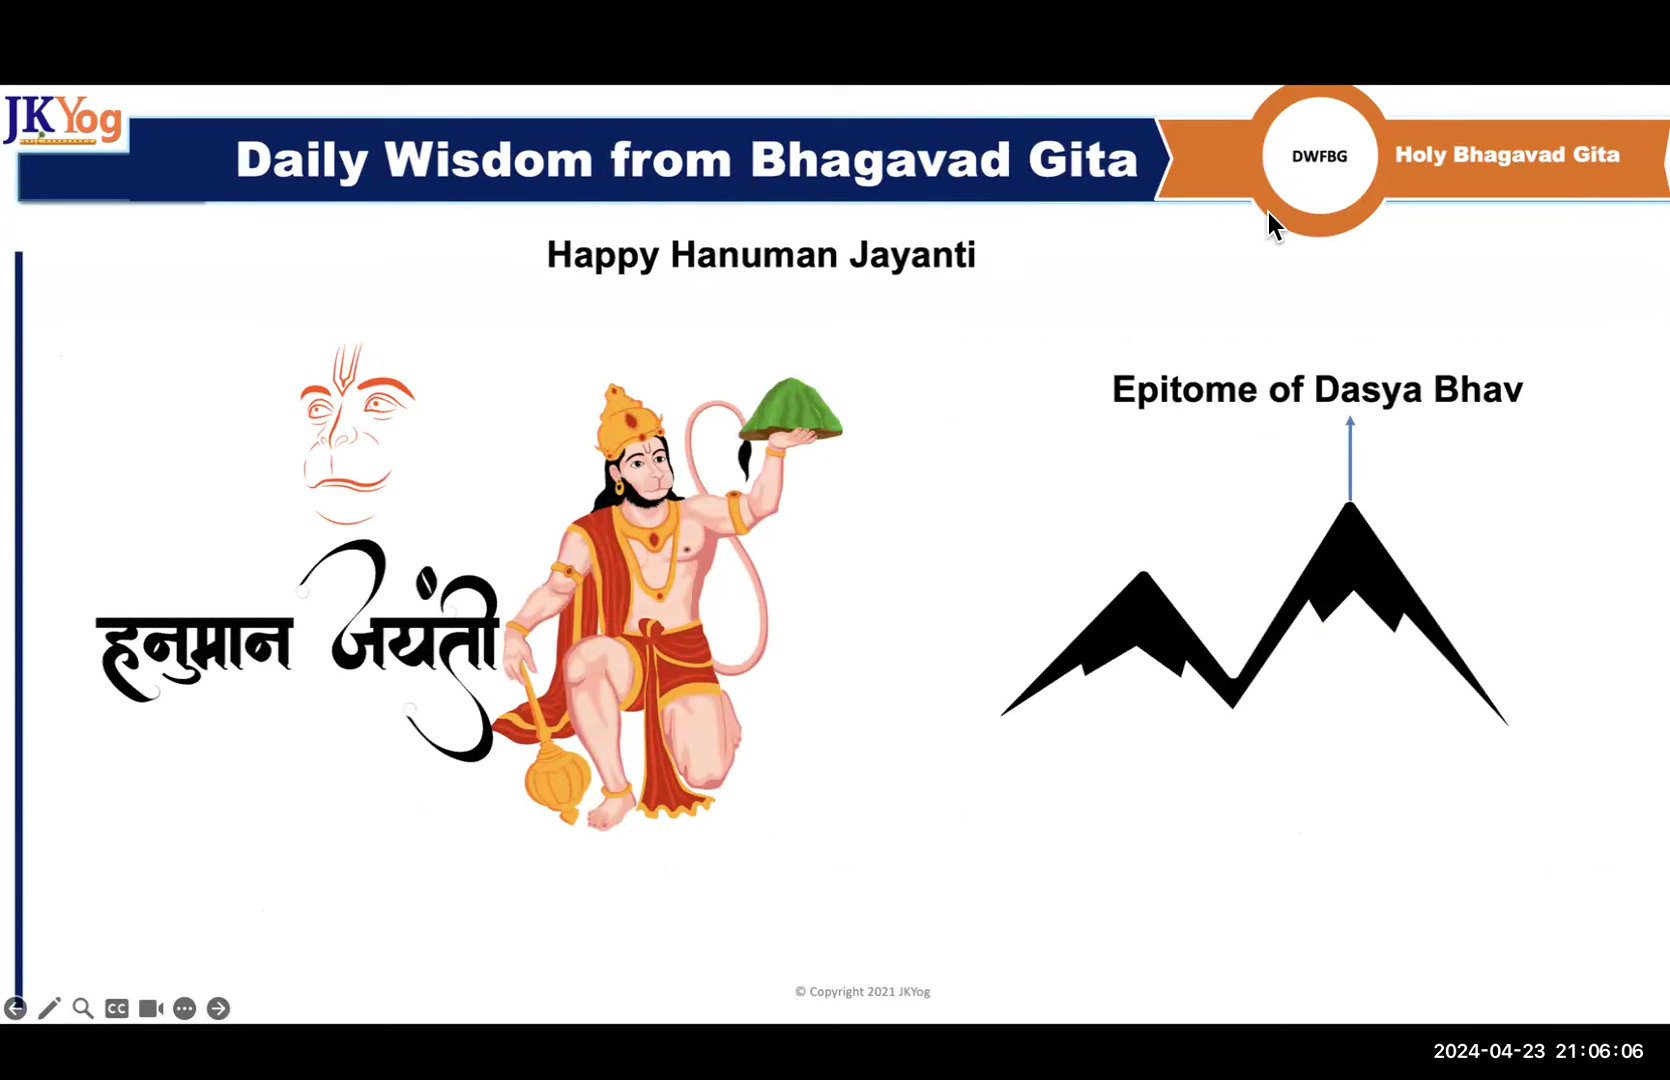 JKYog
Daily Wisdom from Bhagavad Gita
DWFBG
Holy Bhagavad Gita
Happy Hanuman Jayanti
Epitome of Dasya Bhav
हनुमान जयंती
© Copyright 2021 JKYog
CC
2024-04-23 21:06:06